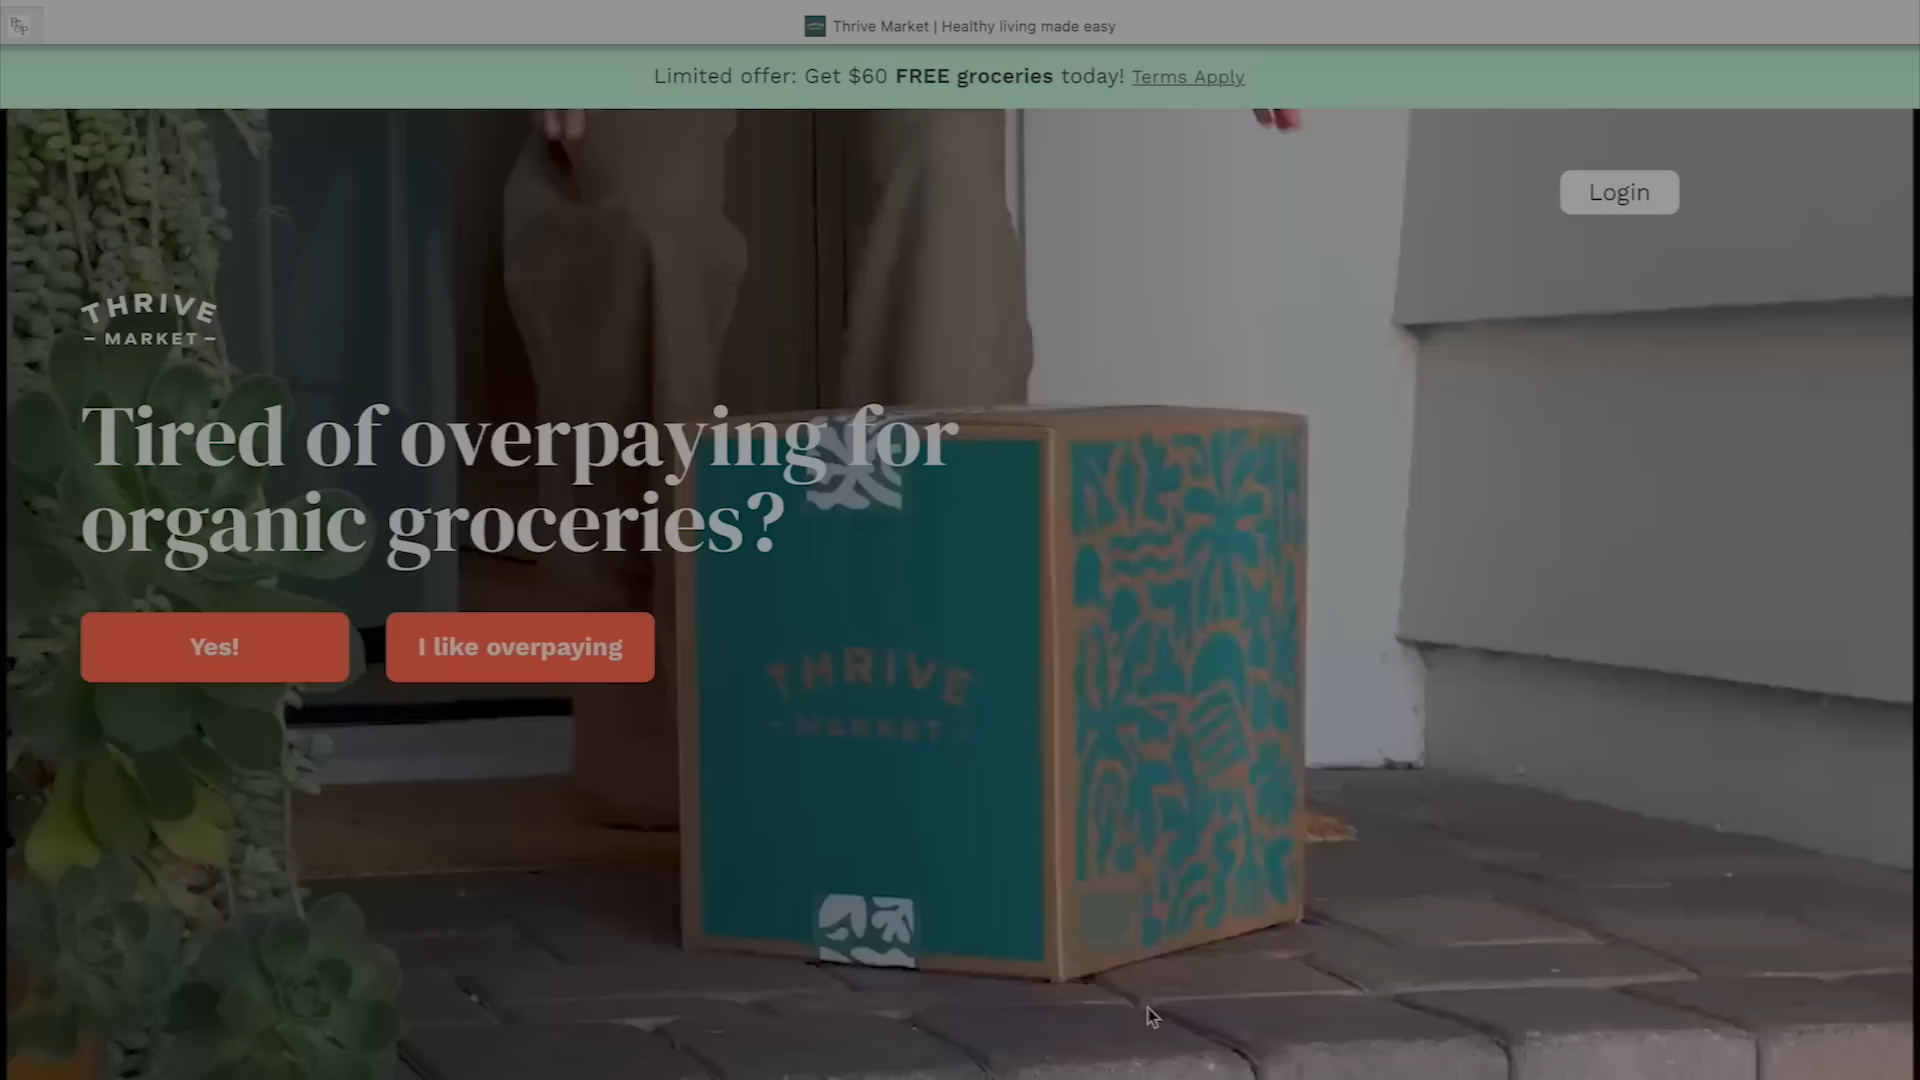 Thrive Market | Healthy living made easy
Limited offer: Get $60 FREE groceries today! Terms Apply
Login
THRIVE
MARKET
Tired of overpaying for
organic groceries?
Yes!
I like overpaying
THRIVE
MARKET